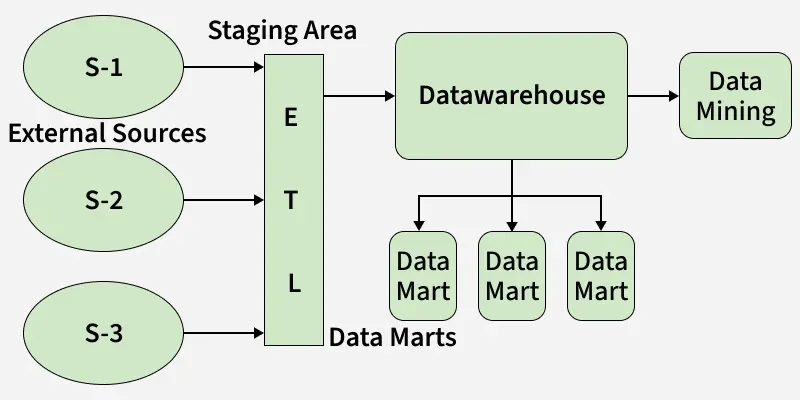 Staging Area
S-1
External Sources
S-2
S-3
E
T
L
Datawarehouse
Data
Mining
Data
Mart
Data
Mart
Data
Mart
Data Marts